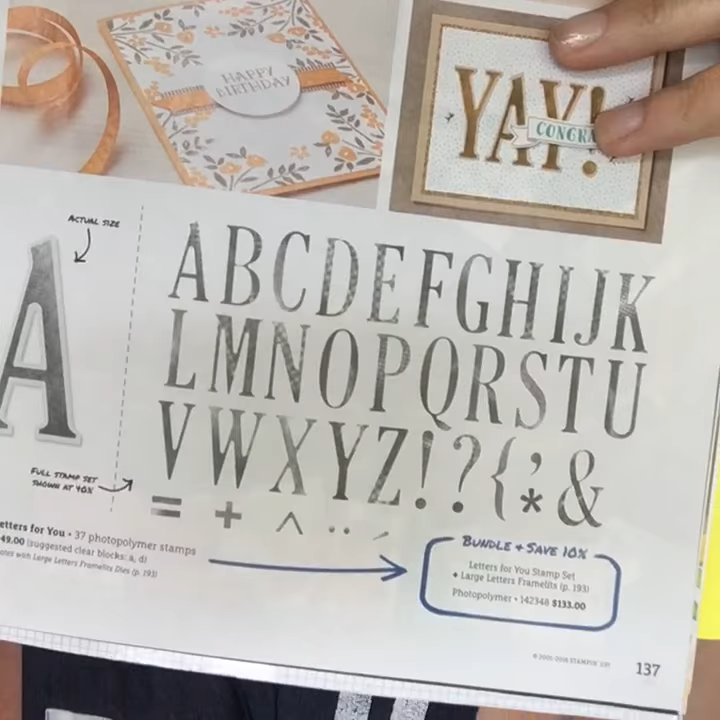 HAPPY
BIRTHDAY
YAY!
ACTUAL SIZE
A
ABCDEFGHIJK
LMNOPQRSTU
VWXYZ!?{’*&
= + ^ ¨ ´
FULL STAMP SET
SHOWN AT 40%
etters for You • 37 photopolymer stamps
49.00 (suggested clear blocks: a, d)
ates with Large Letters Framelits Dies (p. 193)
BUNDLE + SAVE 10%
Letters for You Stamp Set
+ Large Letters Framelits (p. 193)
Photopolymer • 142348 $133.00
STAMPIN' UP!
137